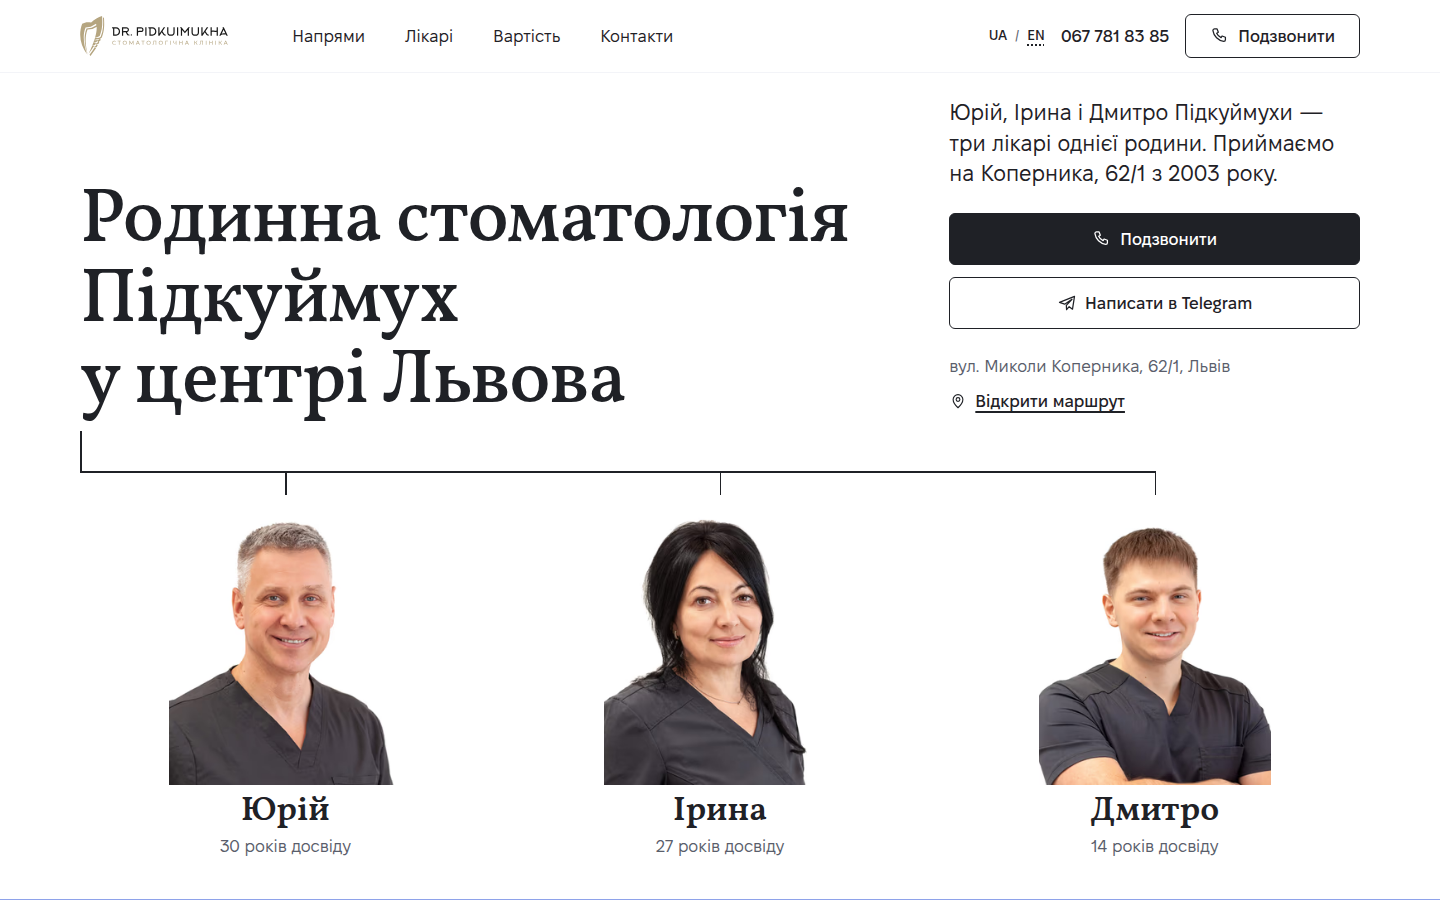 DR. PIDKUIMUKHA
СТОМАТОЛОГІЧНА КЛІНІКА
Напрями
Лікарі
Вартість
Контакти
UA / EN
067 781 83 85
Подзвонити
Юрій, Ірина і Дмитро Підкуймухи —
три лікарі однієї родини. Приймаємо
на Коперника, 62/1 з 2003 року.
Родинна стоматологія
Підкуймух
у центрі Львова
Подзвонити
Написати в Telegram
вул. Миколи Коперника, 62/1, Львів
Відкрити маршрут
Юрій
30 років досвіду
Ірина
27 років досвіду
Дмитро
14 років досвіду